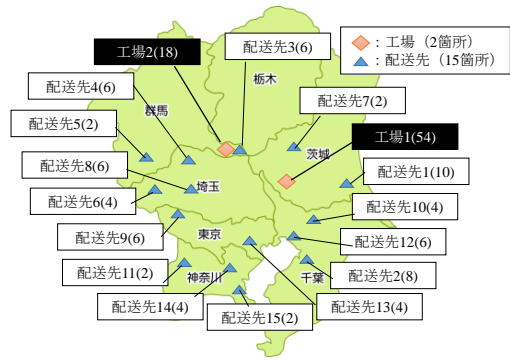 工場2(18)
配送先3(6)
：工場（2箇所）
：配送先（15箇所）
栃木
配送先4(6)
群馬
配送先7(2)
配送先5(2)
茨城
工場1(54)
配送先8(6)
埼玉
配送先1(10)
配送先6(4)
配送先10(4)
東京
配送先9(6)
配送先12(6)
配送先11(2)
神奈川
千葉
配送先2(8)
配送先14(4)
配送先13(4)
配送先15(2)